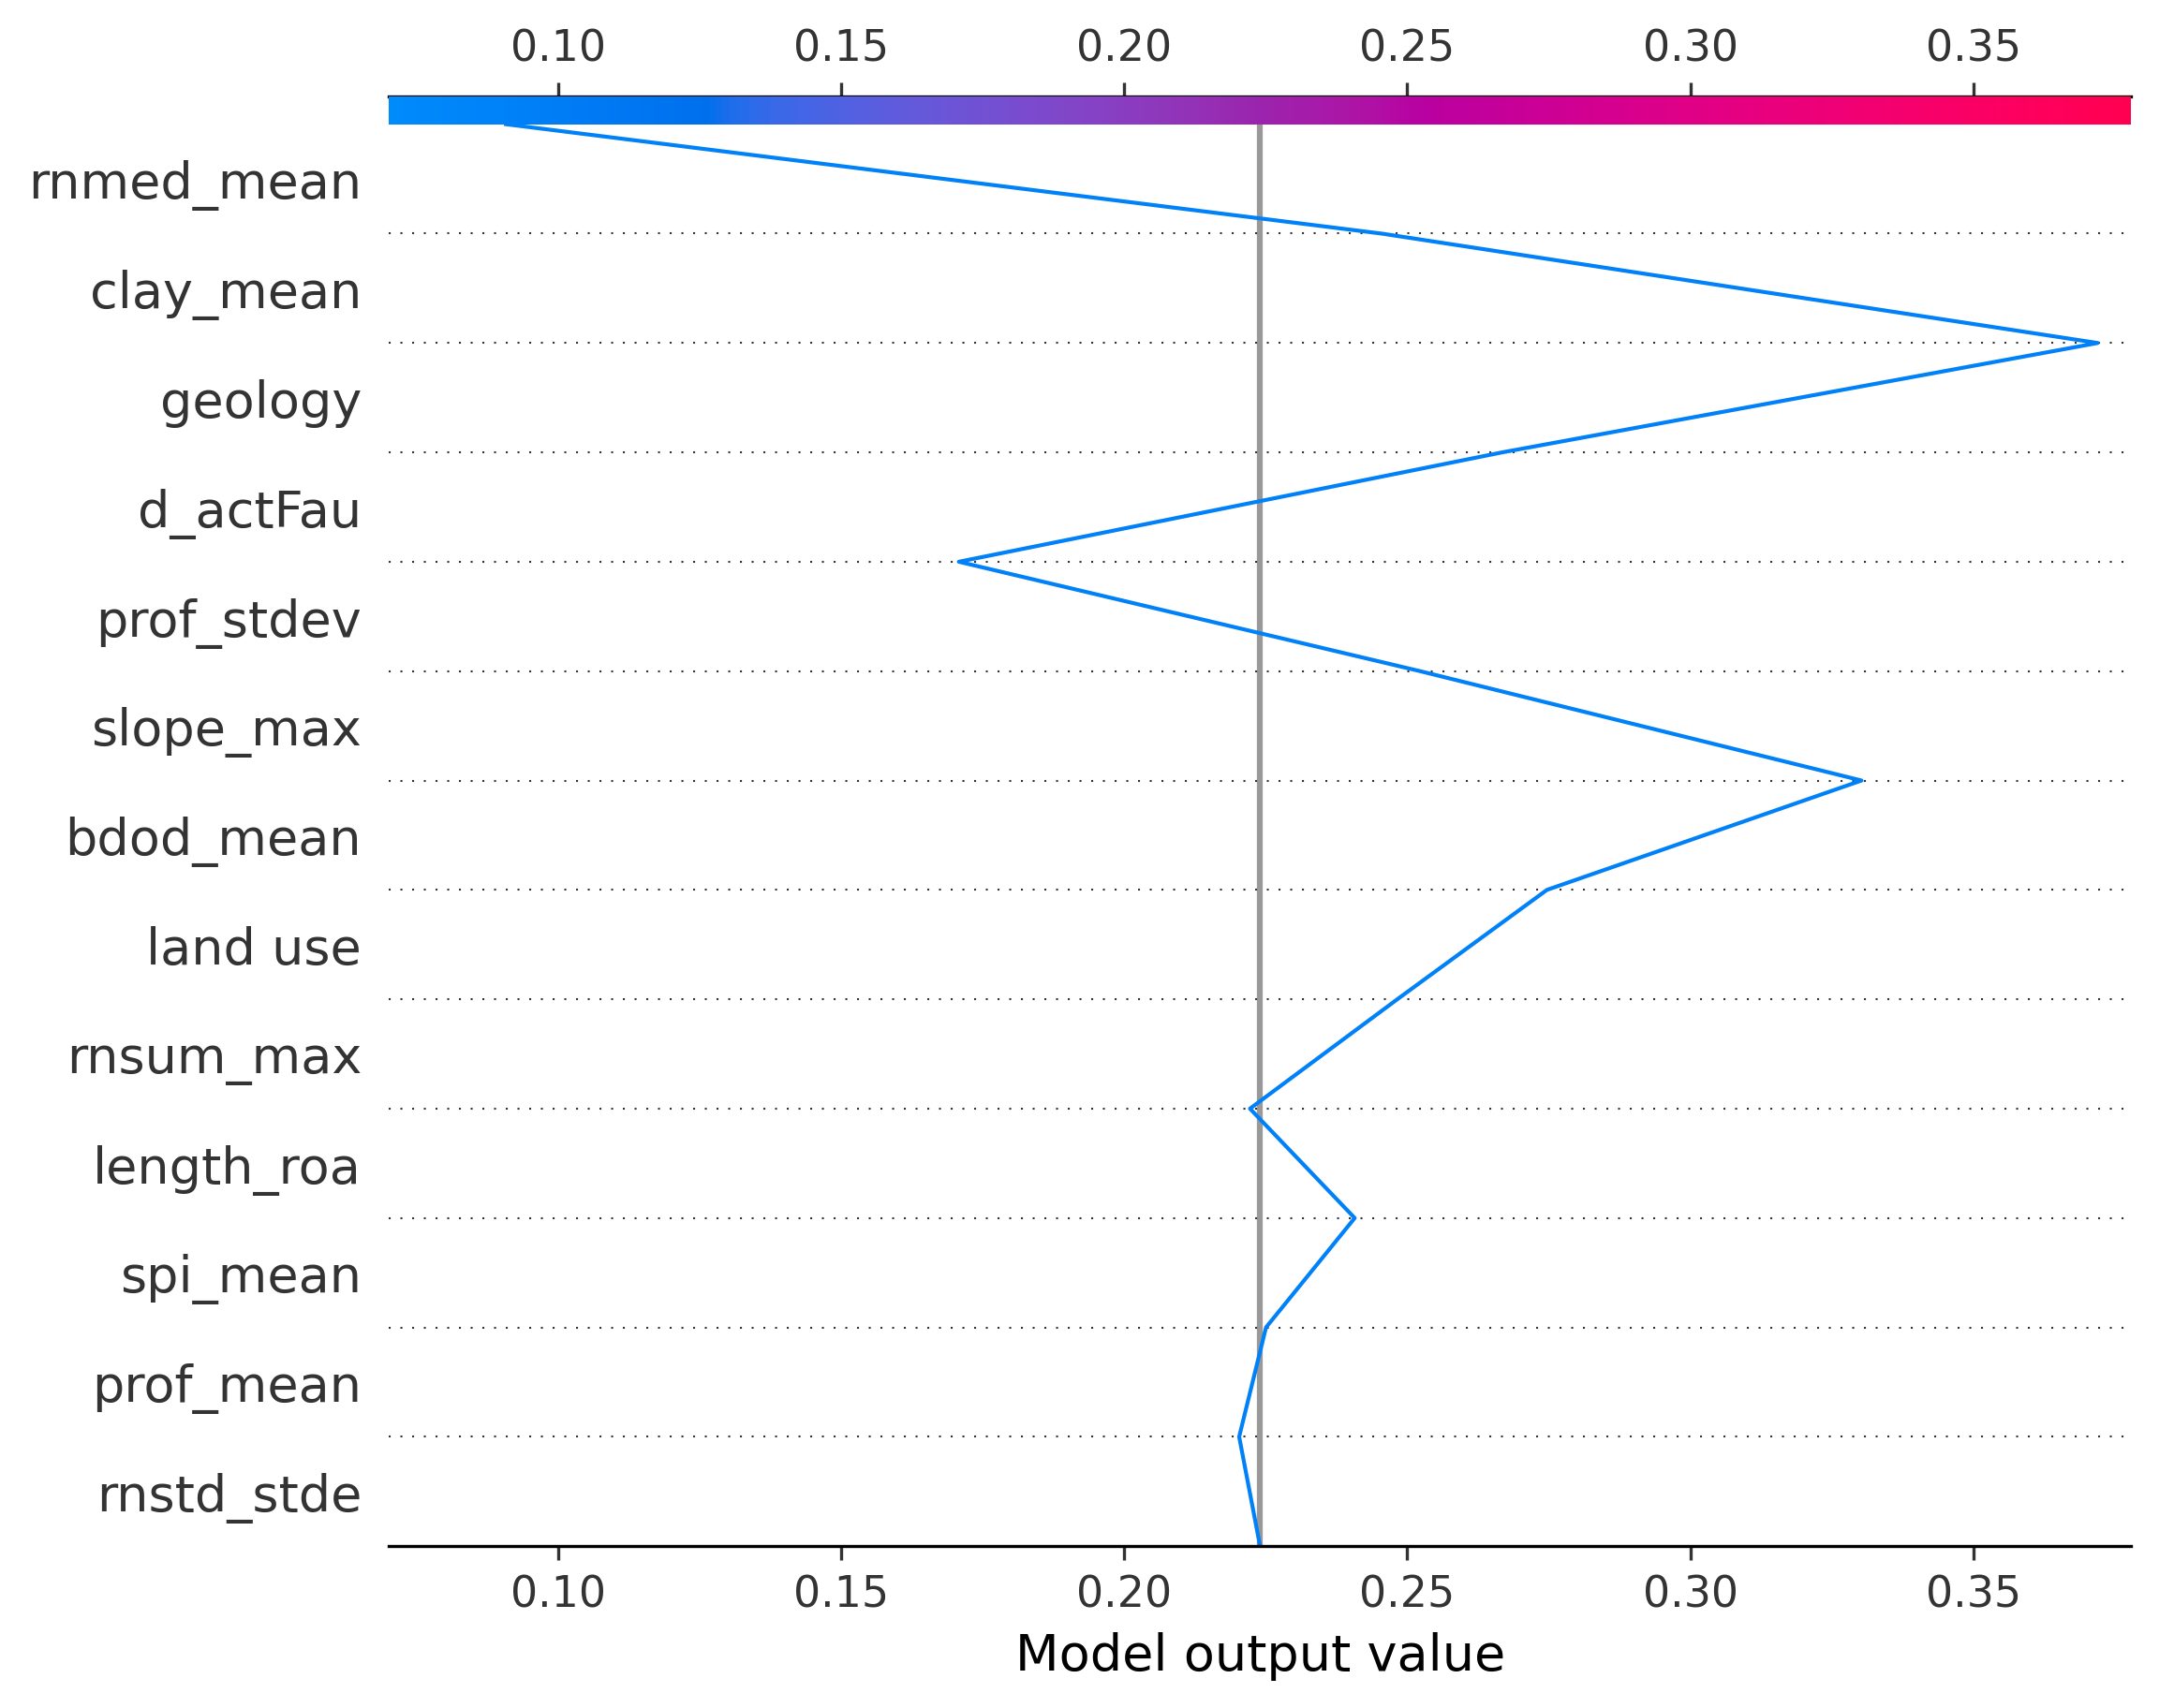 0.10 0.15 0.20 0.25 0.30 0.35
rnmed_mean
clay_mean
geology
d_actFau
prof_stdev
slope_max
bdod_mean
land use
rnsum_max
length_roa
spi_mean
prof_mean
rnstd_stde
0.10 0.15 0.20 0.25 0.30 0.35
Model output value